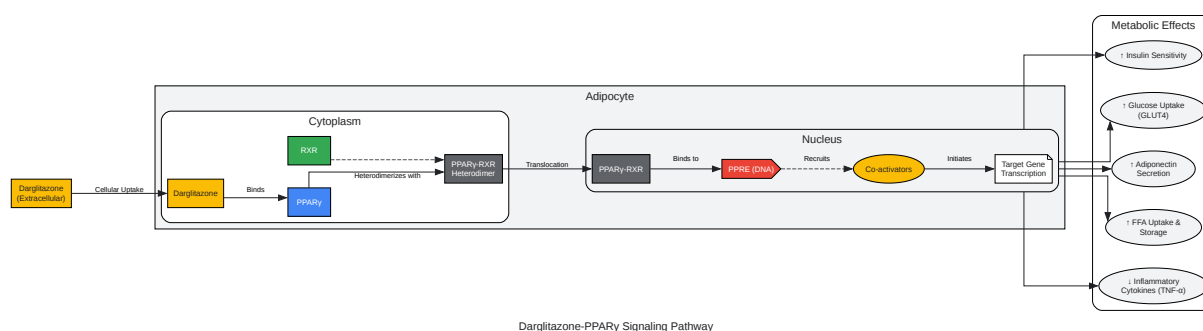 Metabolic Effects
↑ Insulin Sensitivity
Adipocyte
↑ Glucose Uptake
(GLUT4)
Cytoplasm
Nucleus
RXR
PPARγ-RXR
Heterodimer
Translocation
PPARγ-RXR
Binds to
PPRE (DNA)
Recruits
Co-activators
Initiates
Target Gene
Transcription
↑ Adiponectin
Secretion
Heterodimerizes with
Darglitazone
(Extracellular)
Cellular Uptake
Darglitazone
Binds
PPARγ
↑ FFA Uptake &
Storage
↓ Inflammatory
Cytokines (TNF-α)
Darglitazone-PPARγ Signaling Pathway